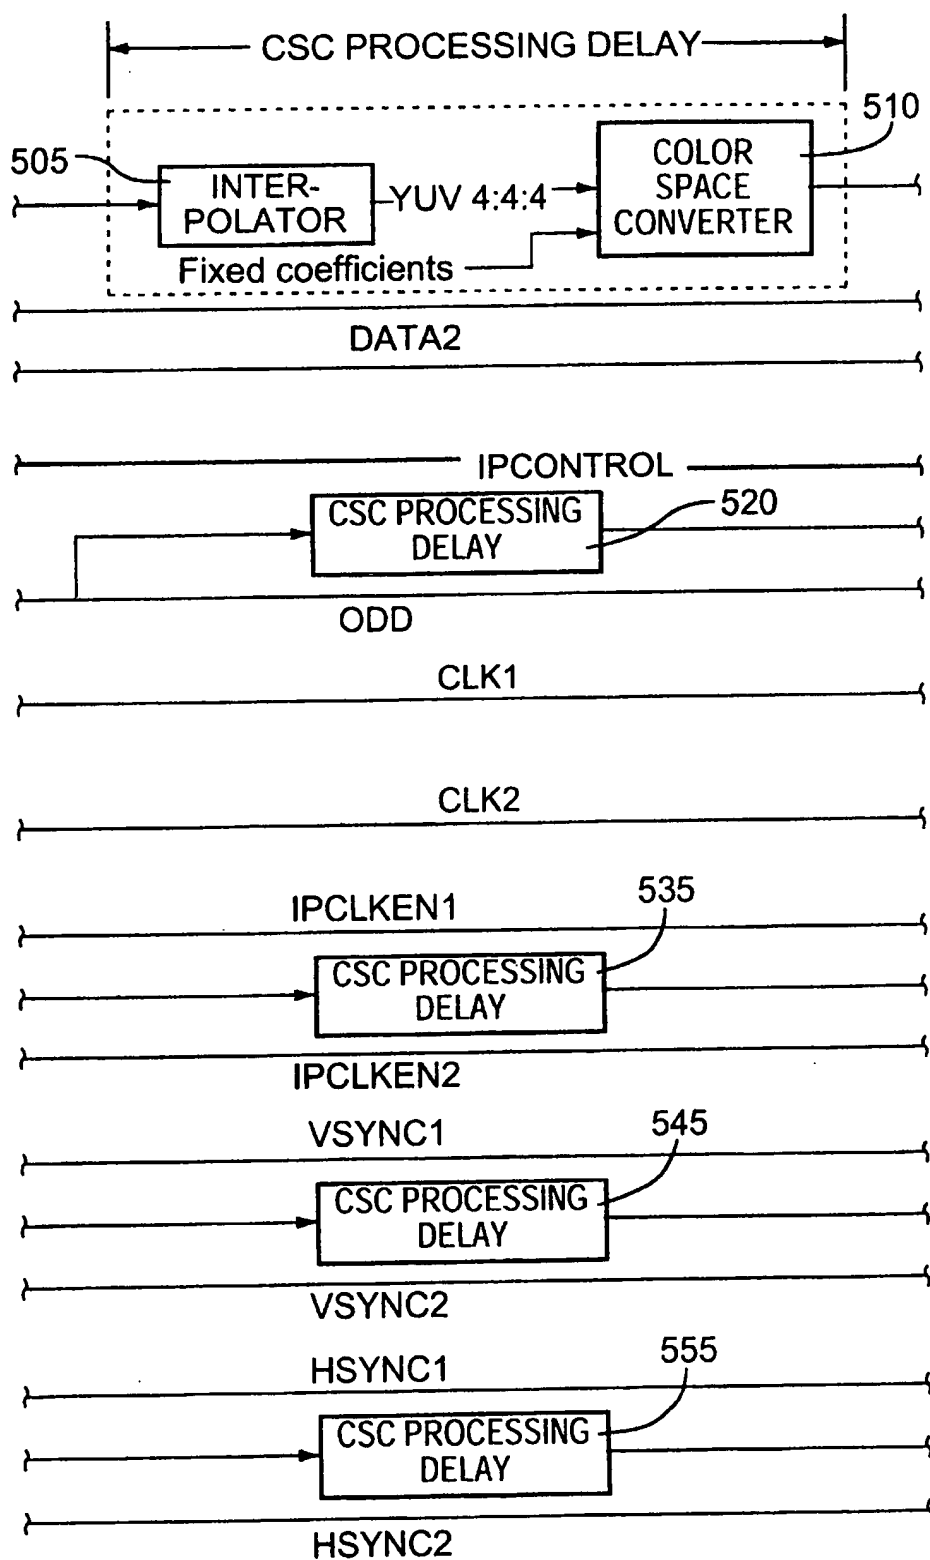 CSC PROCESSING DELAY
510
505
COLOR
SPACE
CONVERTER
INTER-
POLATOR
YUV 4:4:4
Fixed coefficients
DATA2
IPCONTROL
CSC PROCESSING
DELAY
520
ODD
CLK1
CLK2
535
IPCLKEN1
CSC PROCESSING
DELAY
IPCLKEN2
545
VSYNC1
CSC PROCESSING
DELAY
VSYNC2
555
HSYNC1
CSC PROCESSING
DELAY
HSYNC2